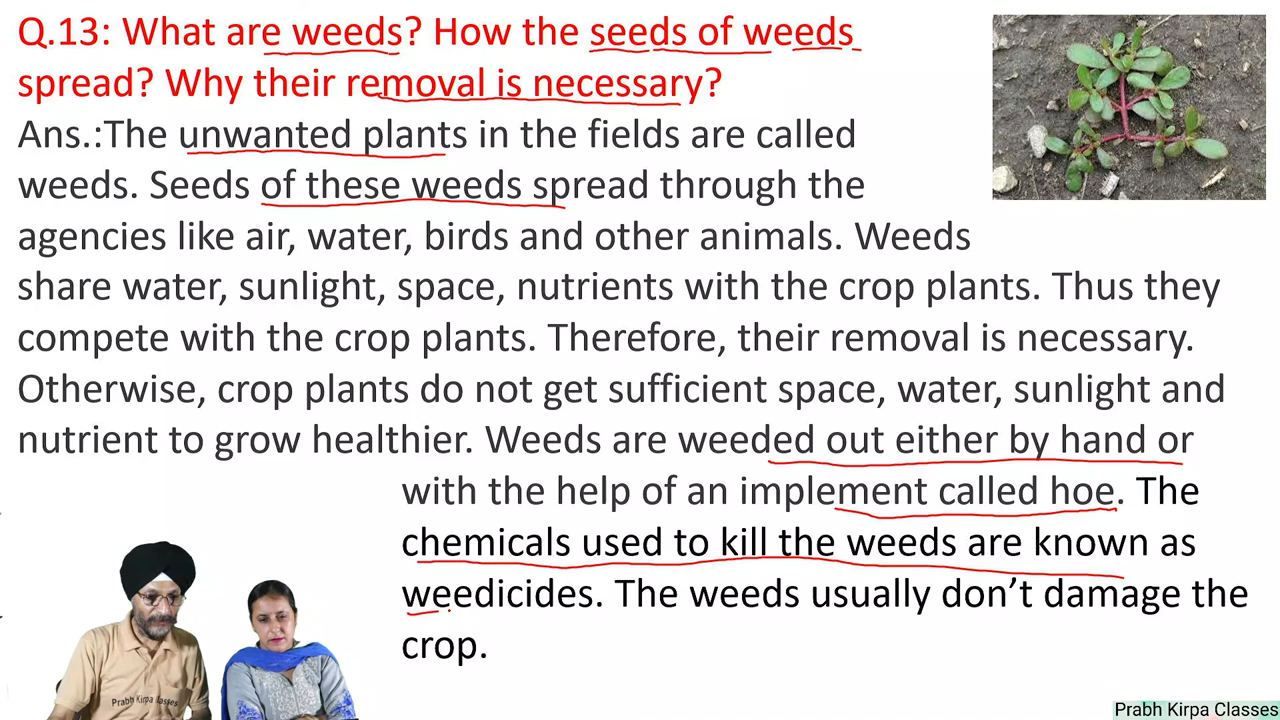 Q.13: What are weeds? How the seeds of weeds
spread? Why their removal is necessary?
Ans.:The unwanted plants in the fields are called
weeds. Seeds of these weeds spread through the
agencies like air, water, birds and other animals. Weeds
share water, sunlight, space, nutrients with the crop plants. Thus they
compete with the crop plants. Therefore, their removal is necessary.
Otherwise, crop plants do not get sufficient space, water, sunlight and
nutrient to grow healthier. Weeds are weeded out either by hand or
with the help of an implement called hoe. The
chemicals used to kill the weeds are known as
weedicides. The weeds usually don’t damage the
crop.
Prabh Kirpa Classes
Prabh Kirpa Classes